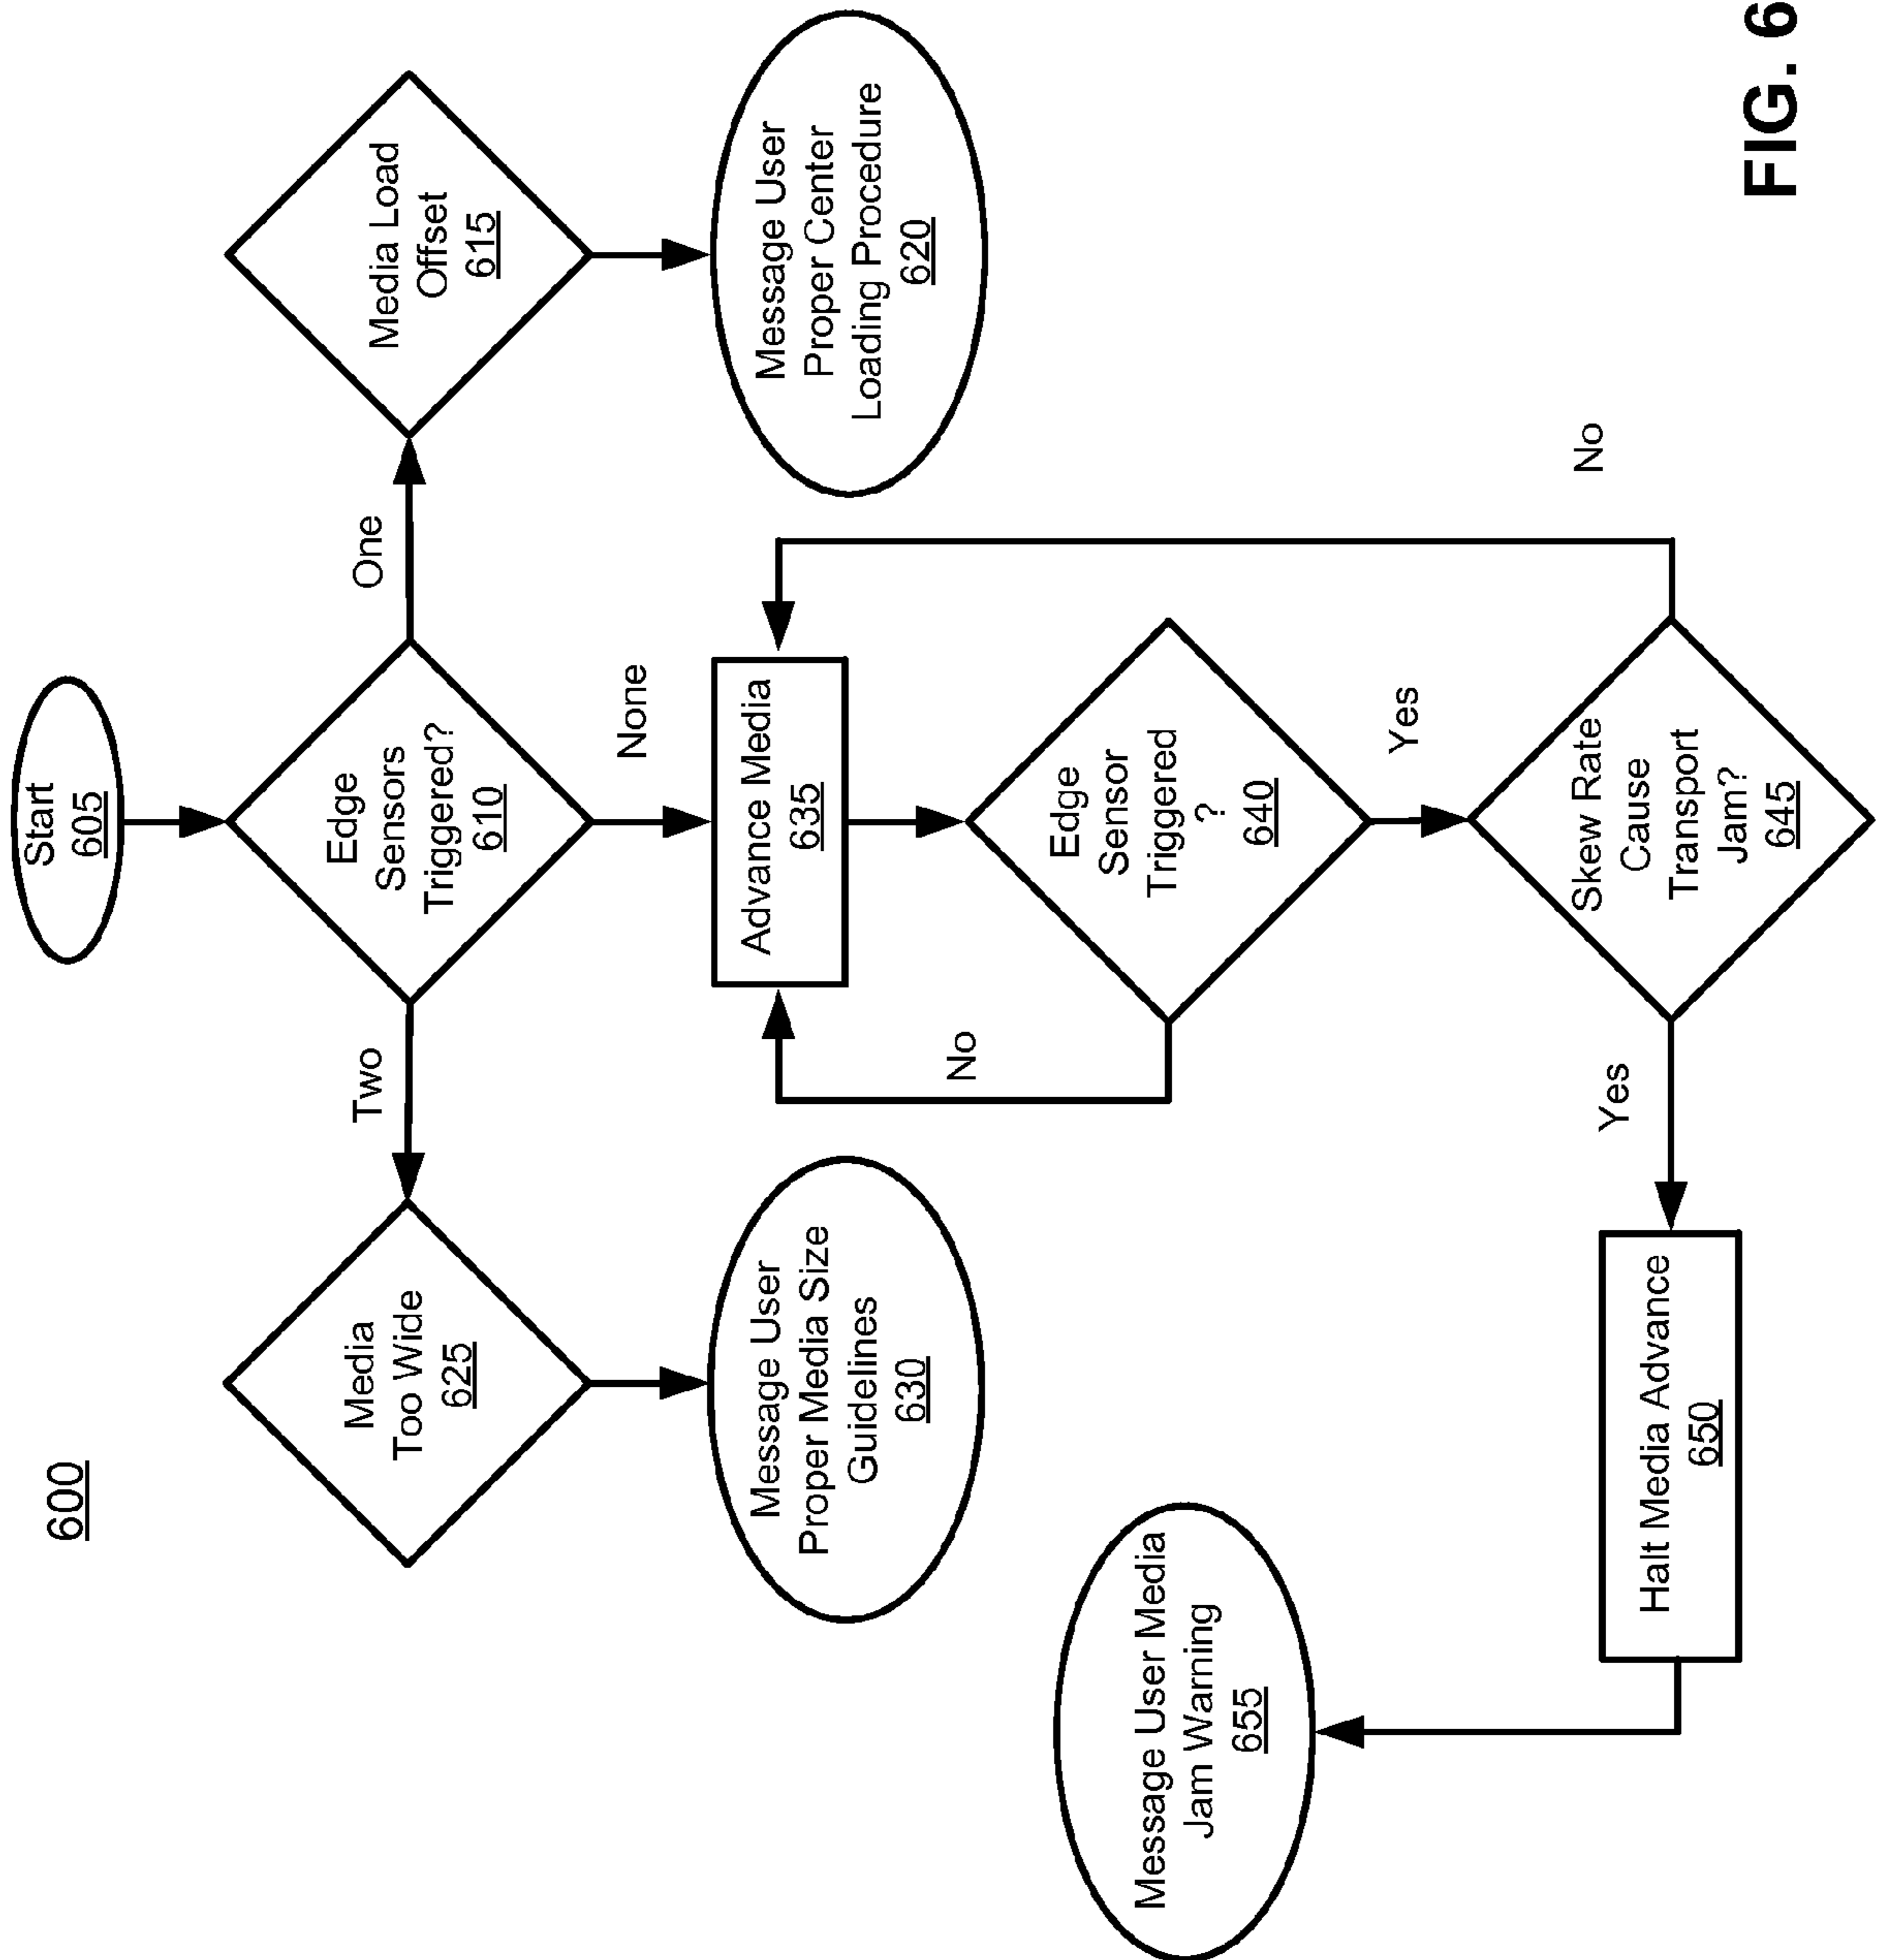 600
Start
605
Edge
Sensors
Triggered?
610
Two
One
Media
Too Wide
625
Media Load
Offset
615
Message User
Proper Media Size
Guidelines
630
None
Message User
Proper Center
Loading Procedure
620
Advance Media
635
No
Edge
Sensor
Triggered
?
640
Yes
Skew Rate
Cause
Transport
Jam?
645
No
Yes
Halt Media Advance
650
Message User Media
Jam Warning
655
FIG. 6